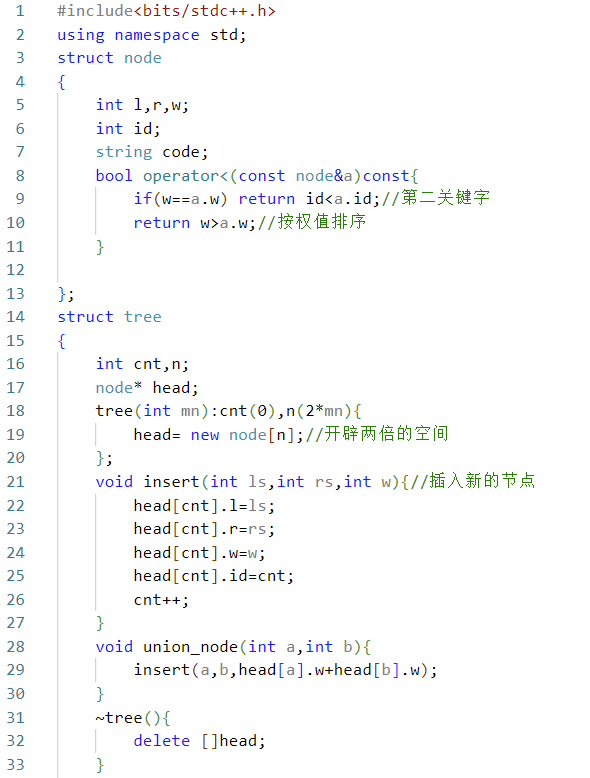 1 #include<bits/stdc++.h>
2 using namespace std;
3 struct node
4 {
5     int l,r,w;
6     int id;
7     string code;
8     bool operator<(const node&a)const{
9         if(w==a.w) return id<a.id;//第二关键字
10         return w>a.w;//按权值排序
11     }
12
13 };
14 struct tree
15 {
16     int cnt,n;
17     node* head;
18     tree(int mn):cnt(0),n(2*mn){
19         head= new node[n];//开辟两倍的空间
20     };
21     void insert(int ls,int rs,int w){//插入新的节点
22         head[cnt].l=ls;
23         head[cnt].r=rs;
24         head[cnt].w=w;
25         head[cnt].id=cnt;
26         cnt++;
27     }
28     void union_node(int a,int b){
29         insert(a,b,head[a].w+head[b].w);
30     }
31     ~tree(){
32         delete []head;
33     }